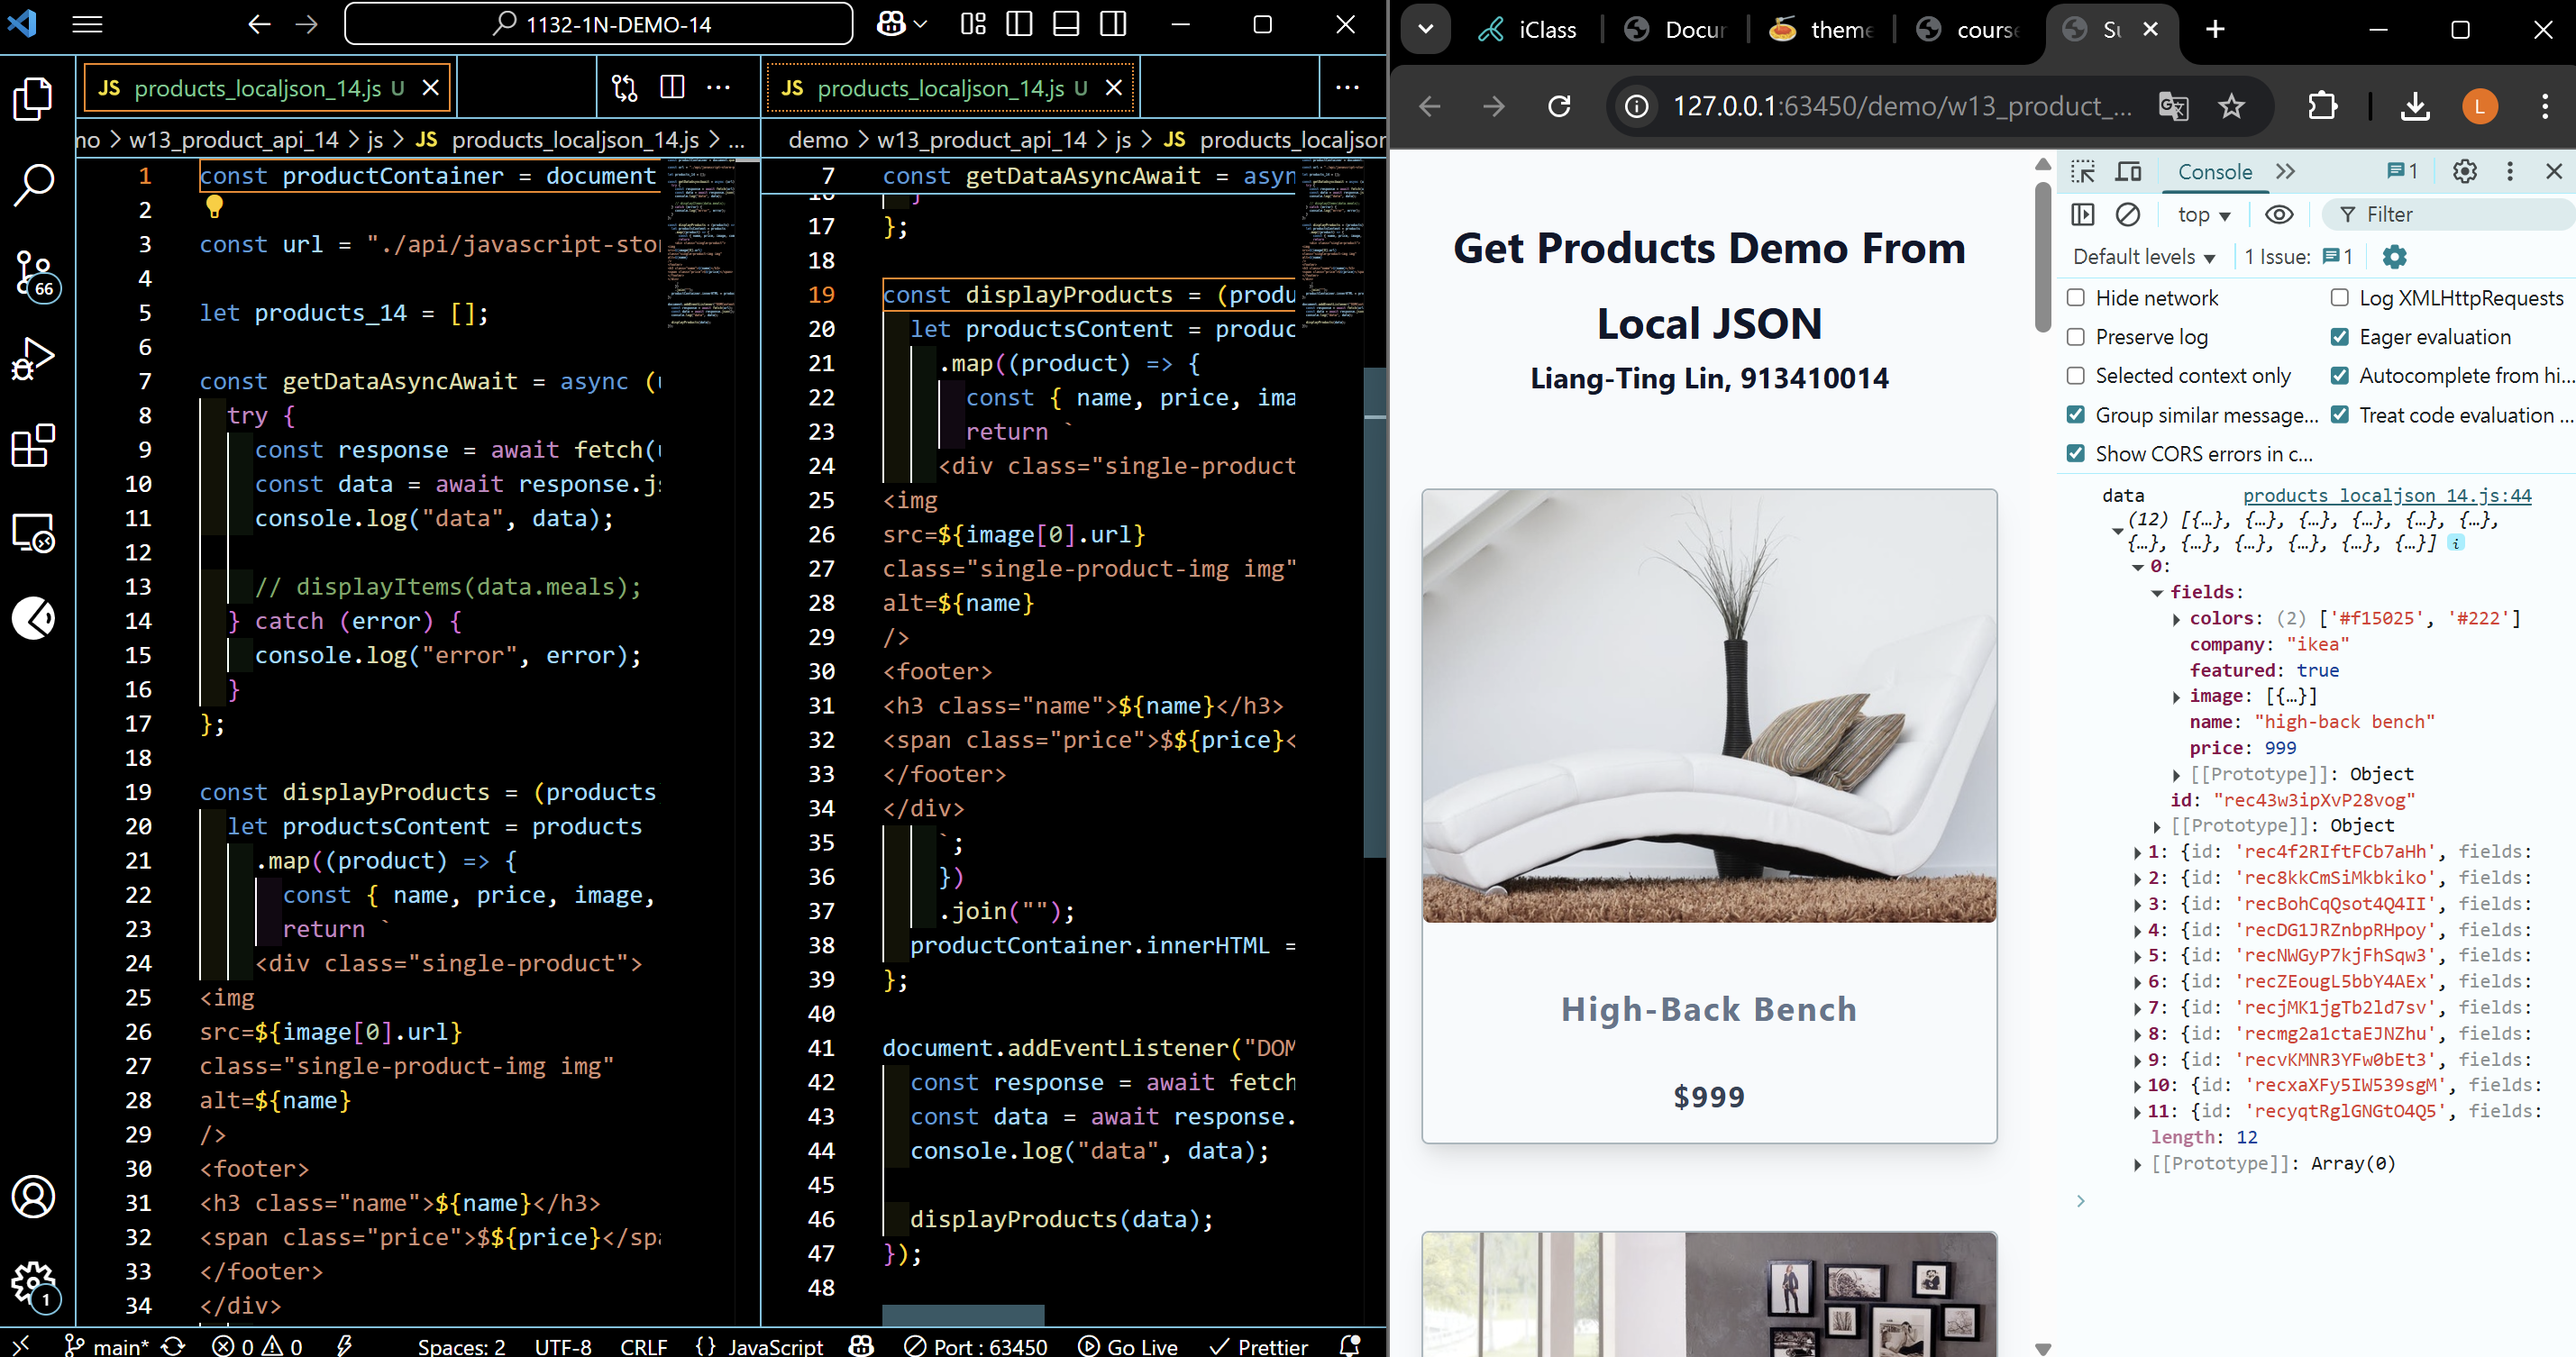 1132-1N-DEMO-14
JS products_localjson_14.js U
mo > w13_product_api_14 > js > JS products_localjson_14.js > ...
1 const productContainer = document
2
3 const url = "./api/javascript-sto
4
5 let products_14 = [];
6
7 const getDataAsyncAwait = async (
8 try {
9 const response = await fetch(
10 const data = await response.j
11 console.log("data", data);
12
13 // displayItems(data.meals);
14 } catch (error) {
15 console.log("error", error);
16 }
17 };
18
19 const displayProducts = (products
20 let productsContent = products
21 .map((product) => {
22 const { name, price, image,
23 return `
24 <div class="single-product">
25 <img
26 src=${image[0].url}
27 class="single-product-img img"
28 alt=${name}
29 />
30 <footer>
31 <h3 class="name">${name}</h3>
32 <span class="price">$${price}</spa
33 </footer>
34 </div>
JS products_localjson_14.js U
demo > w13_product_api_14 > js > JS products_localjson
7 const getDataAsyncAwait = asyn
16 }
17 };
18
19 const displayProducts = (produ
20 let productsContent = produc
21 .map((product) => {
22 const { name, price, ima
23 return `
24 <div class="single-product
25 <img
26 src=${image[0].url}
27 class="single-product-img img"
28 alt=${name}
29 />
30 <footer>
31 <h3 class="name">${name}</h3>
32 <span class="price">$${price}<
33 </footer>
34 </div>
35 `;
36 })
37 .join("");
38 productContainer.innerHTML =
39 };
40
41 document.addEventListener("DOM
42 const response = await fetch
43 const data = await response.
44 console.log("data", data);
45
46 displayProducts(data);
47 });
48
66
1
main* 0 0 Spaces: 2 UTF-8 CRLF {} JavaScript Port : 63450 Go Live Prettier
iClass Docur theme course Su
127.0.0.1:63450/demo/w13_product_... L
Get Products Demo From
Local JSON
Liang-Ting Lin, 913410014
High-Back Bench
$999
Console 1
top Filter
Default levels 1 Issue: 1
Hide network Log XMLHttpRequests
Preserve log Eager evaluation
Selected context only Autocomplete from hi...
Group similar message... Treat code evaluation ...
Show CORS errors in c...
data products_localjson_14.js:44
(12) [{…}, {…}, {…}, {…}, {…}, {…},
{…}, {…}, {…}, {…}, {…}, {…}] i
0:
fields:
colors: (2) ['#f15025', '#222']
company: "ikea"
featured: true
image: [{…}]
name: "high-back bench"
price: 999
[[Prototype]]: Object
id: "rec43w3ipXvP28vog"
[[Prototype]]: Object
1: {id: 'rec4f2RIftFCb7aHh', fields:
2: {id: 'rec8kkCmSiMkbkiko', fields:
3: {id: 'recBohCqQsot4Q4II', fields:
4: {id: 'recDG1JRZnbpRHpoy', fields:
5: {id: 'recNWGyP7kjFhSqw3', fields:
6: {id: 'recZEougL5bbY4AEx', fields:
7: {id: 'recjMK1jgTb2ld7sv', fields:
8: {id: 'recmg2a1ctaEJNZhu', fields:
9: {id: 'recvKMNR3YFw0bEt3', fields:
10: {id: 'recxaXFy5IW539sgM', fields:
11: {id: 'recyqtRglGNGtO4Q5', fields:
length: 12
[[Prototype]]: Array(0)